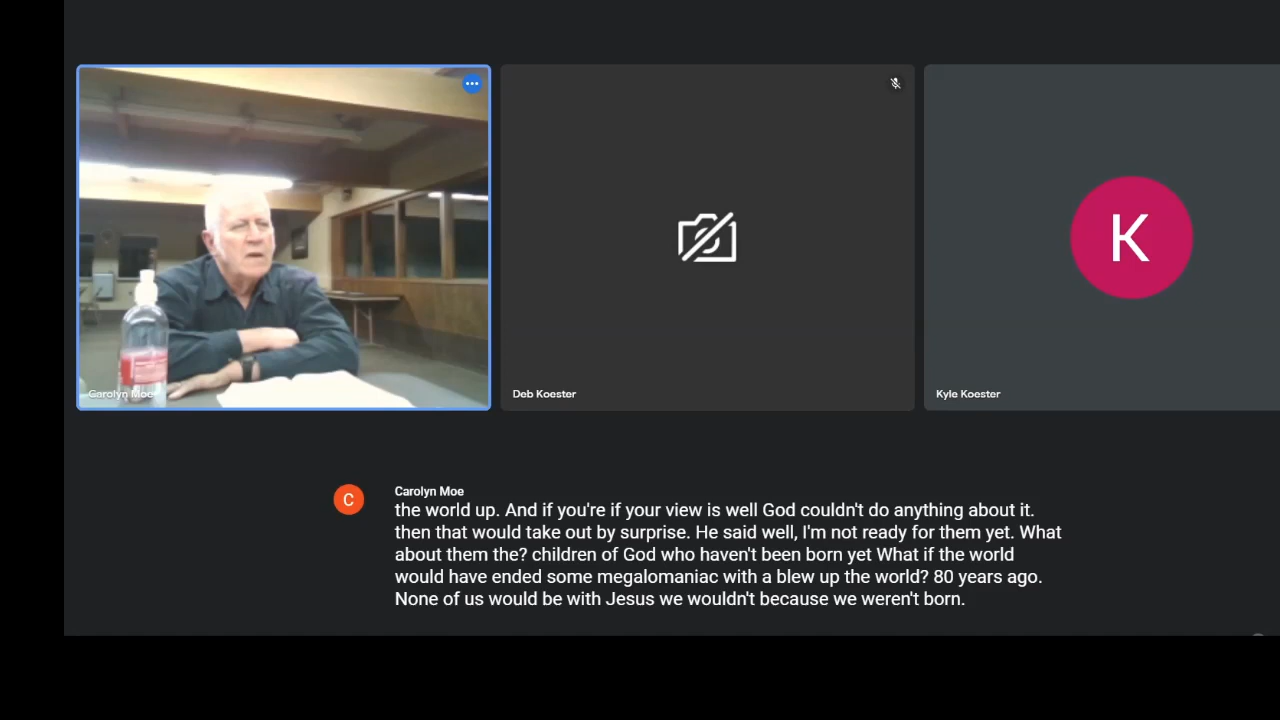 Carolyn Moe
Deb Koester
K
Kyle Koester
C
Carolyn Moe
the world up. And if you're if your view is well God couldn't do anything about it.
then that would take out by surprise. He said well, I'm not ready for them yet. What
about them the? children of God who haven't been born yet What if the world
would have ended some megalomaniac with a blew up the world? 80 years ago.
None of us would be with Jesus we wouldn't because we weren't born.